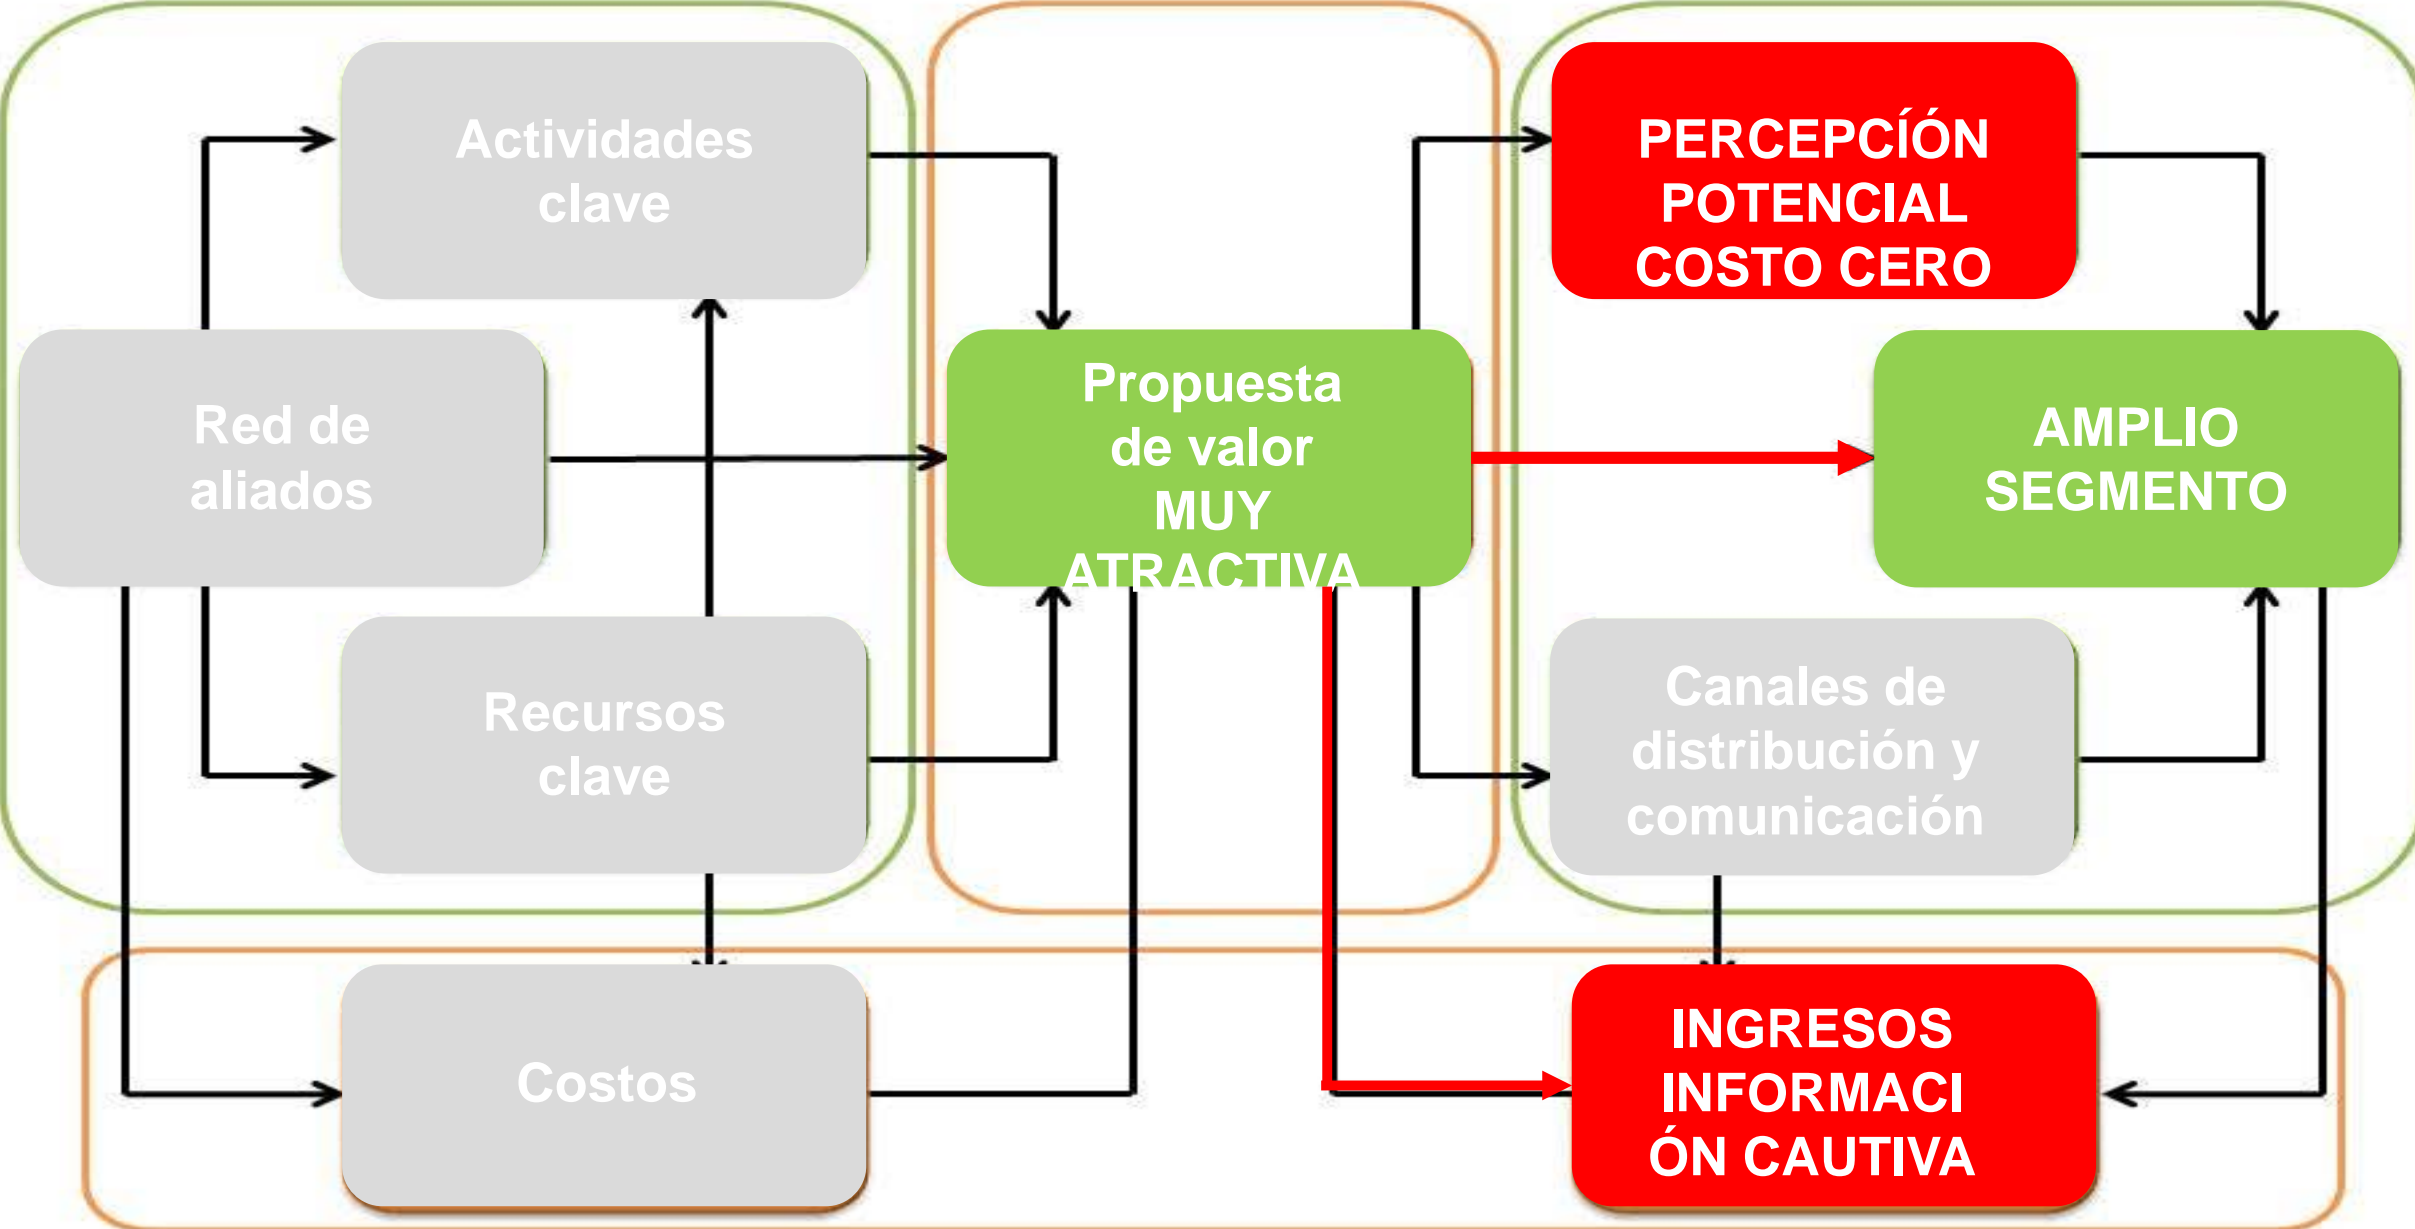 Actividades
clave
PERCEPCÍÓN
POTENCIAL
COSTO CERO
Red de
aliados
Propuesta
de valor
MUY
ATRACTIVA
AMPLIO
SEGMENTO
Recursos
clave
Canales de
distribución y
comunicación
Costos
INGRESOS
INFORMACI
ÓN CAUTIVA